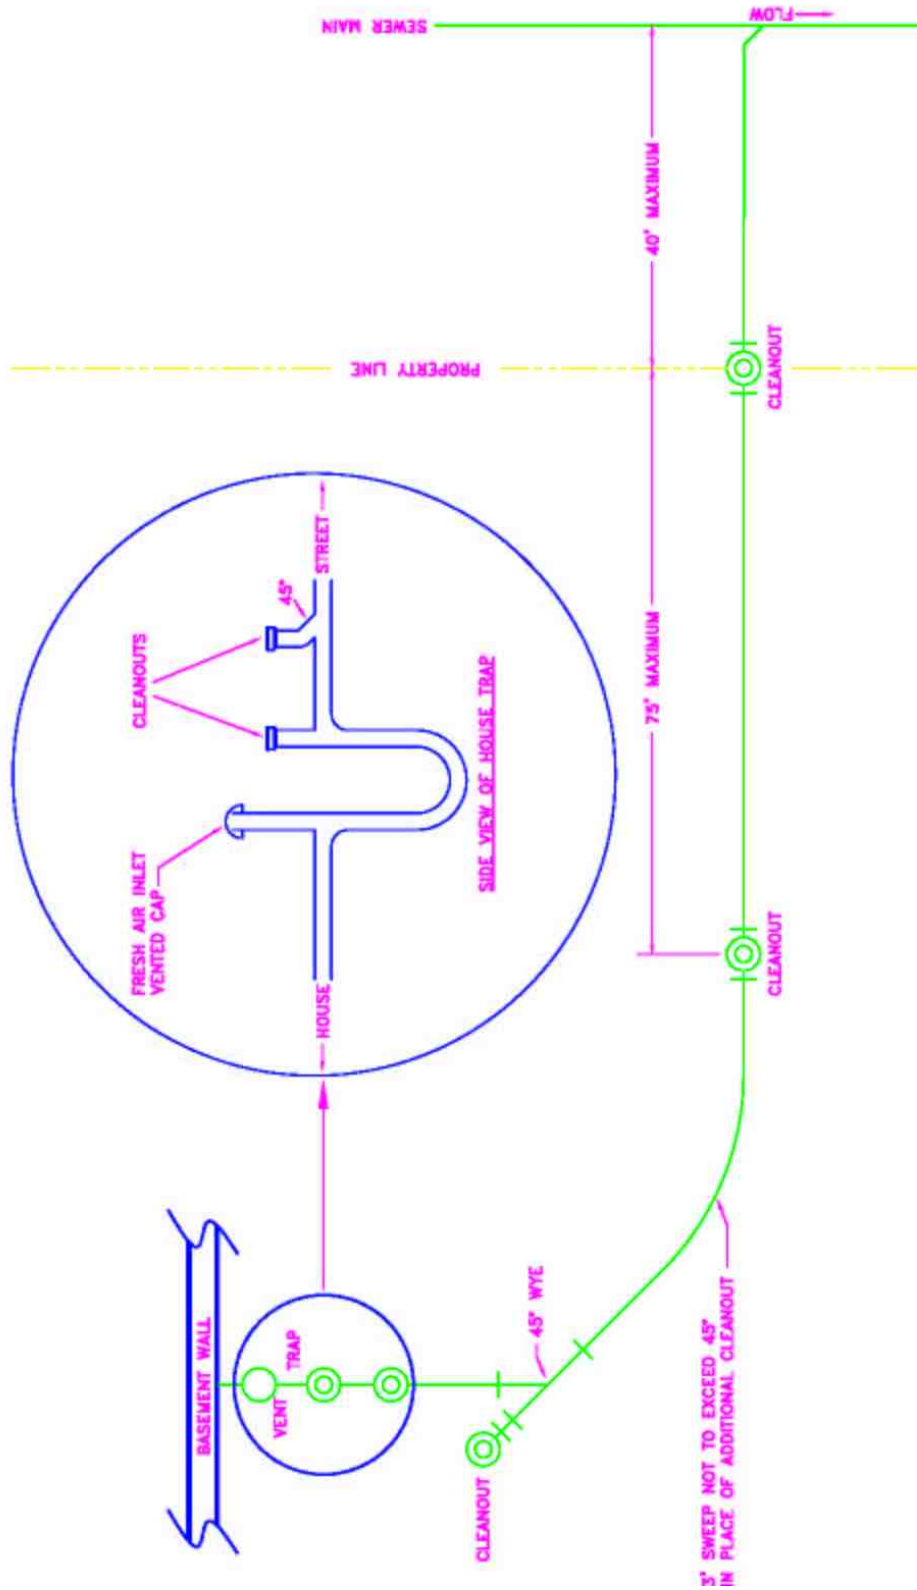 BASEMENT WALL
VENT
TRAP
CLEANOUT
45° WYE
3' SWEEP NOT TO EXCEED 45°
IN PLACE OF ADDITIONAL CLEANOUT
FRESH AIR INLET
VENTED CAP
CLEANOUTS
HOUSE
STREET
45°
SIDE VIEW OF HOUSE TRAP
CLEANOUT
75' MAXIMUM
PROPERTY LINE
CLEANOUT
40' MAXIMUM
SEWER MAIN
FLOW